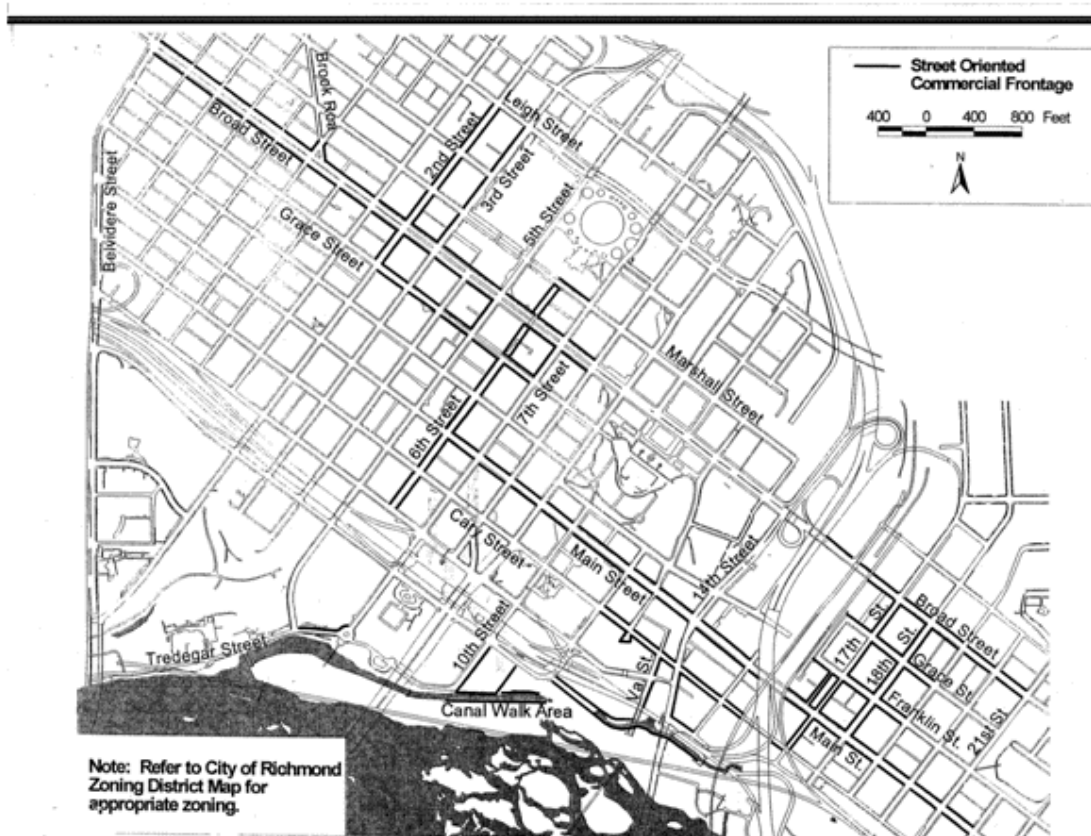 Street Oriented
Commercial Frontage
400 0 400 800 Feet
N
Broad Street
2nd Street
Leigh Street
3rd Street
5th Street
Belvidere Street
Grace Street
6th Street
7th Street
Marshall Street
Cary Street
Main Street
14th Street
10th Street
Tredegar Street
Va St.
Canal Walk Area
17th St.
18th St.
Broad Street
Grace St.
Franklin St.
21st St
Main St.
Note: Refer to City of Richmond
Zoning District Map for
appropriate zoning.